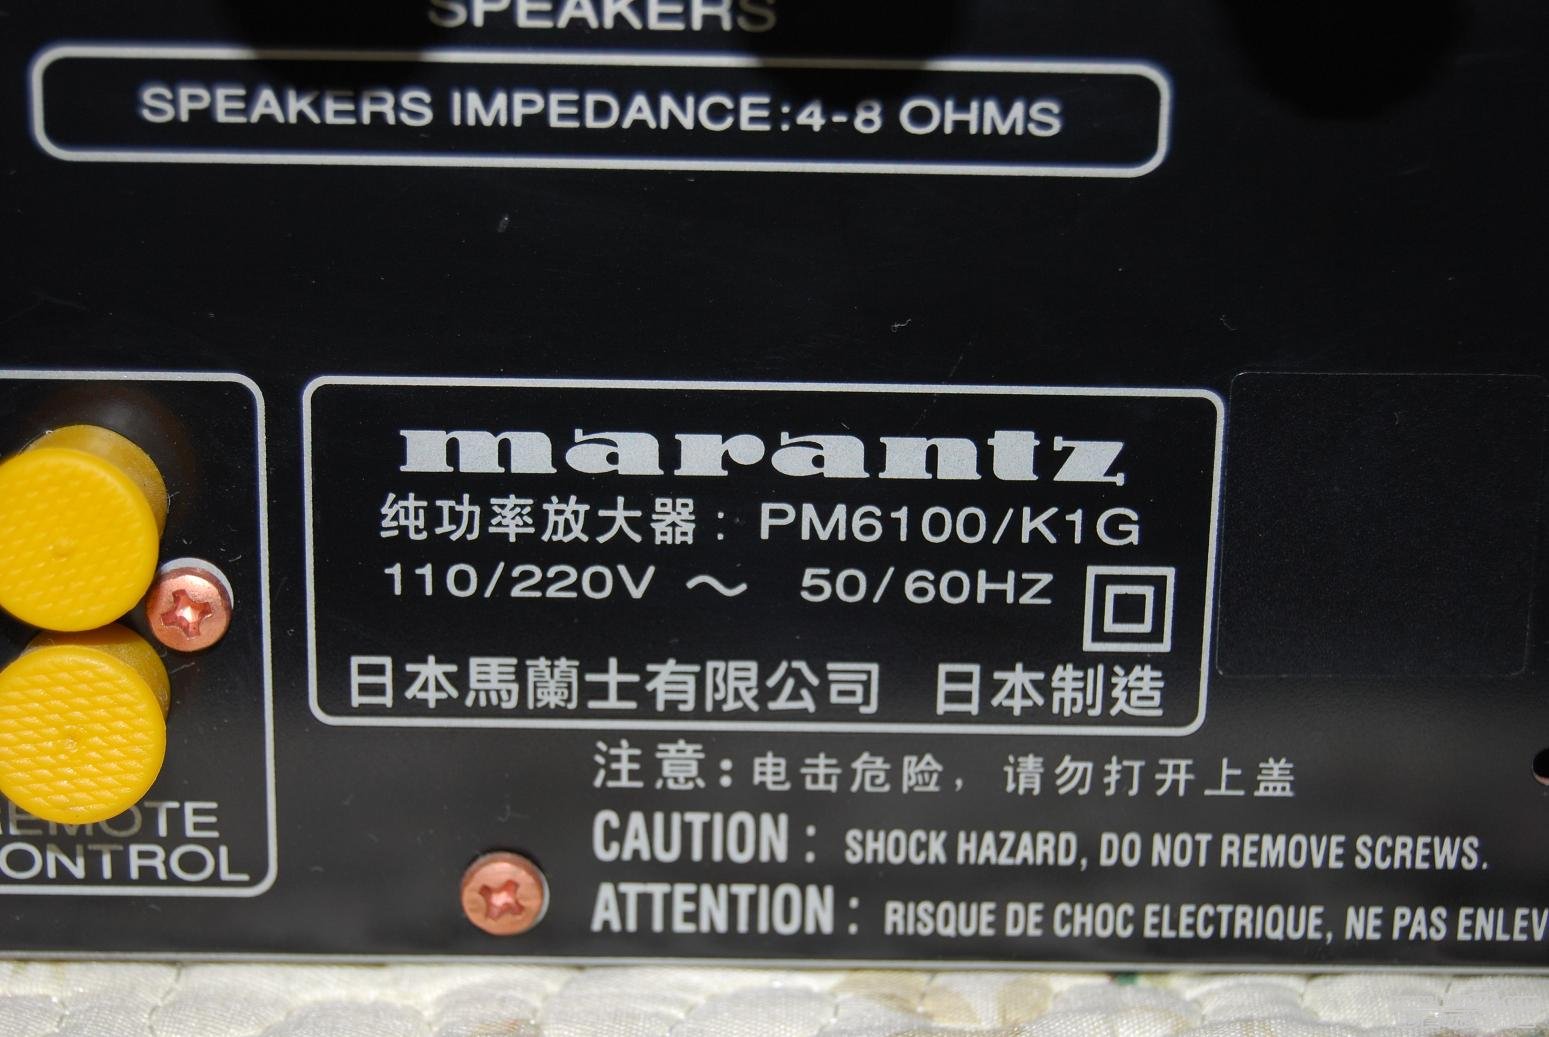 SPEAKERS
SPEAKERS IMPEDANCE:4-8 OHMS
marantz
纯功率放大器: PM6100/K1G
110/220V ～ 50/60HZ
日本馬蘭士有限公司 日本制造
REMOTE
CONTROL
注意:电击危险，请勿打开上盖
CAUTION: SHOCK HAZARD, DO NOT REMOVE SCREWS.
ATTENTION: RISQUE DE CHOC ELECTRIQUE, NE PAS ENLEV